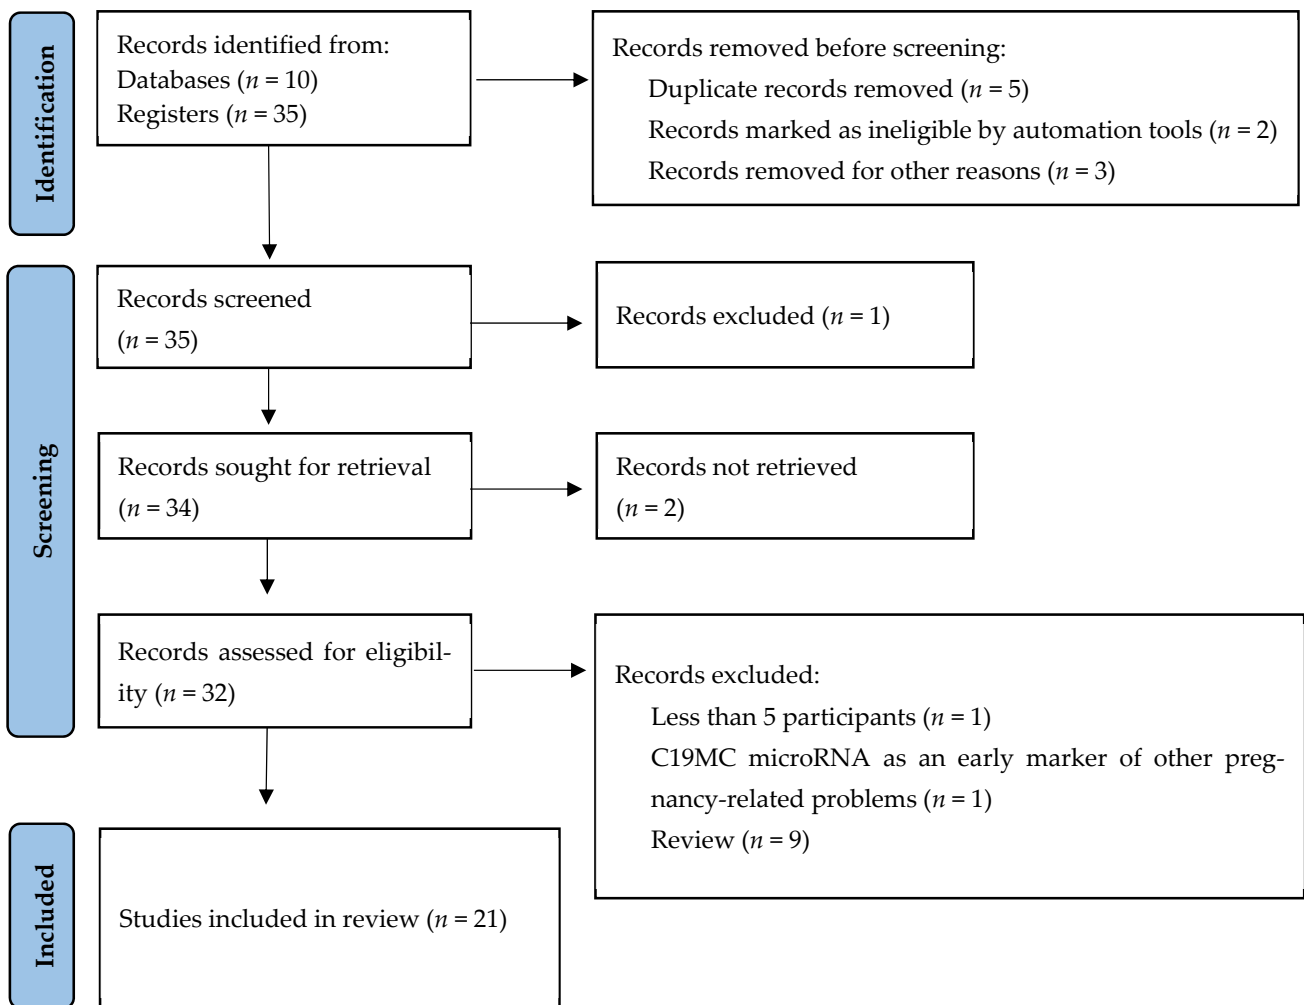 Identification
Records identified from:
Databases (n = 10)
Registers (n = 35)
Records removed before screening:
Duplicate records removed (n = 5)
Records marked as ineligible by automation tools (n = 2)
Records removed for other reasons (n = 3)
Screening
Records screened
(n = 35)
Records excluded (n = 1)
Records sought for retrieval
(n = 34)
Records not retrieved
(n = 2)
Records assessed for eligibil-
ity (n = 32)
Records excluded:
Less than 5 participants (n = 1)
C19MC microRNA as an early marker of other preg-
nancy-related problems (n = 1)
Review (n = 9)
Included
Studies included in review (n = 21)